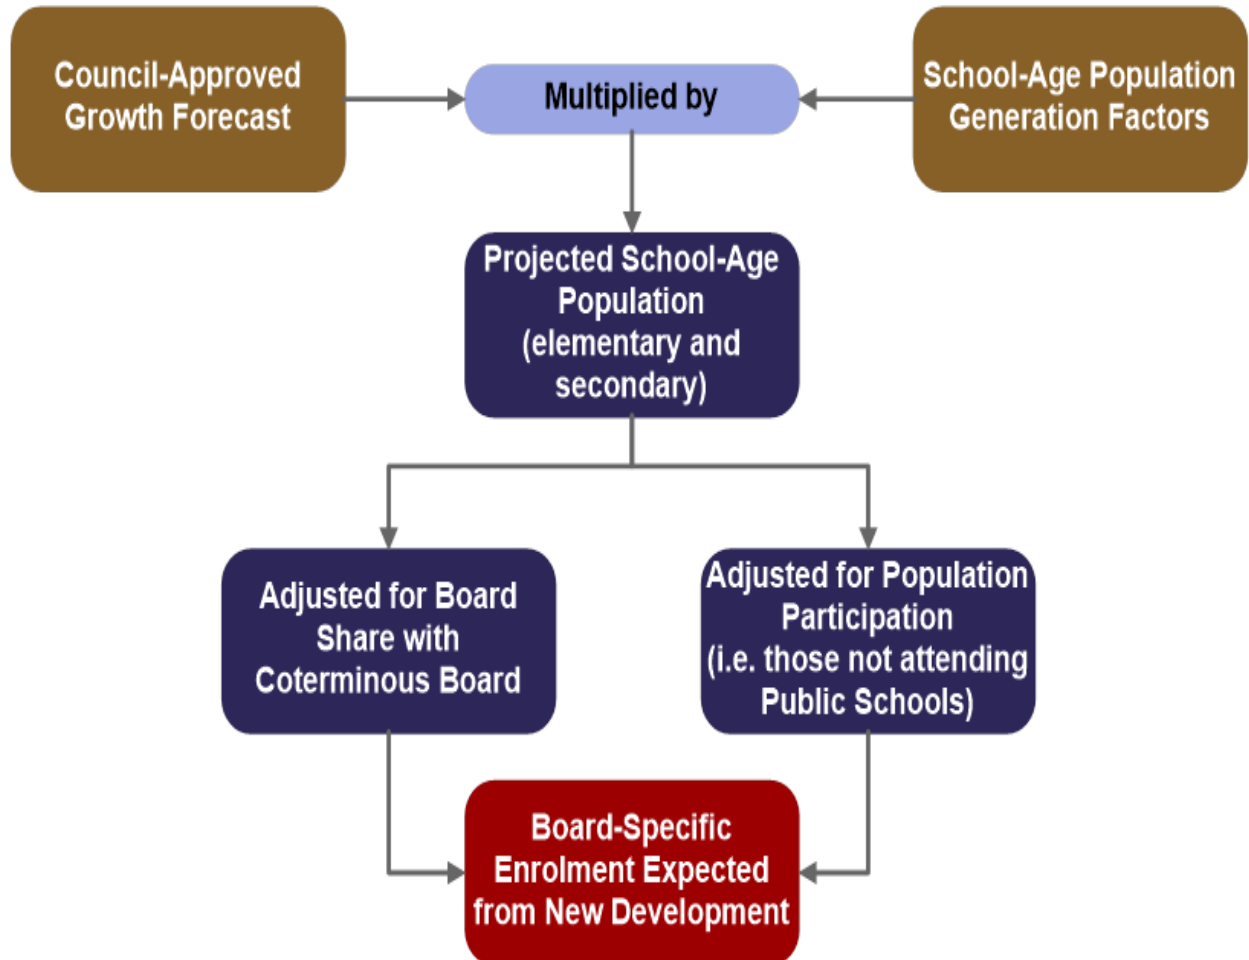 Council-Approved
Growth Forecast
Multiplied by
School-Age Population
Generation Factors
Projected School-Age
Population
(elementary and
secondary)
Adjusted for Board
Share with
Coterminous Board
Adjusted for Population
Participation
(i.e. those not attending
Public Schools)
Board-Specific
Enrolment Expected
from New Development